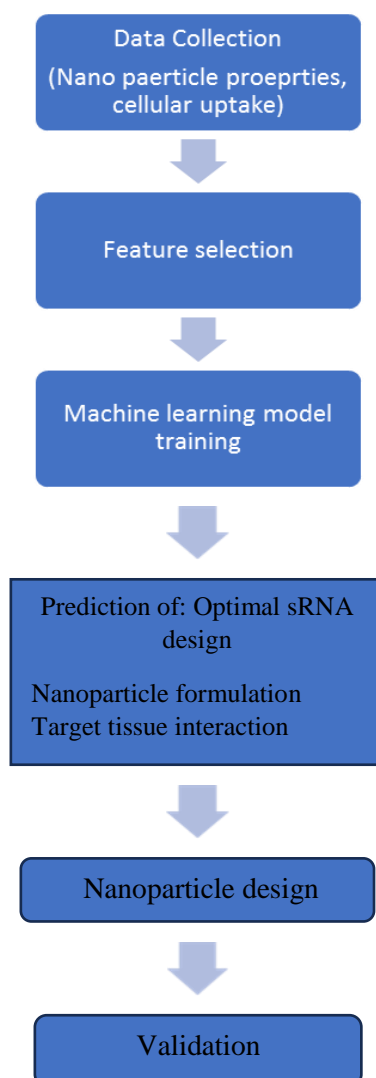 Data Collection
(Nano paerticle proeprties,
cellular uptake)
Feature selection
Machine learning model
training
Prediction of: Optimal sRNA
design
Nanoparticle formulation
Target tissue interaction
Nanoparticle design
Validation